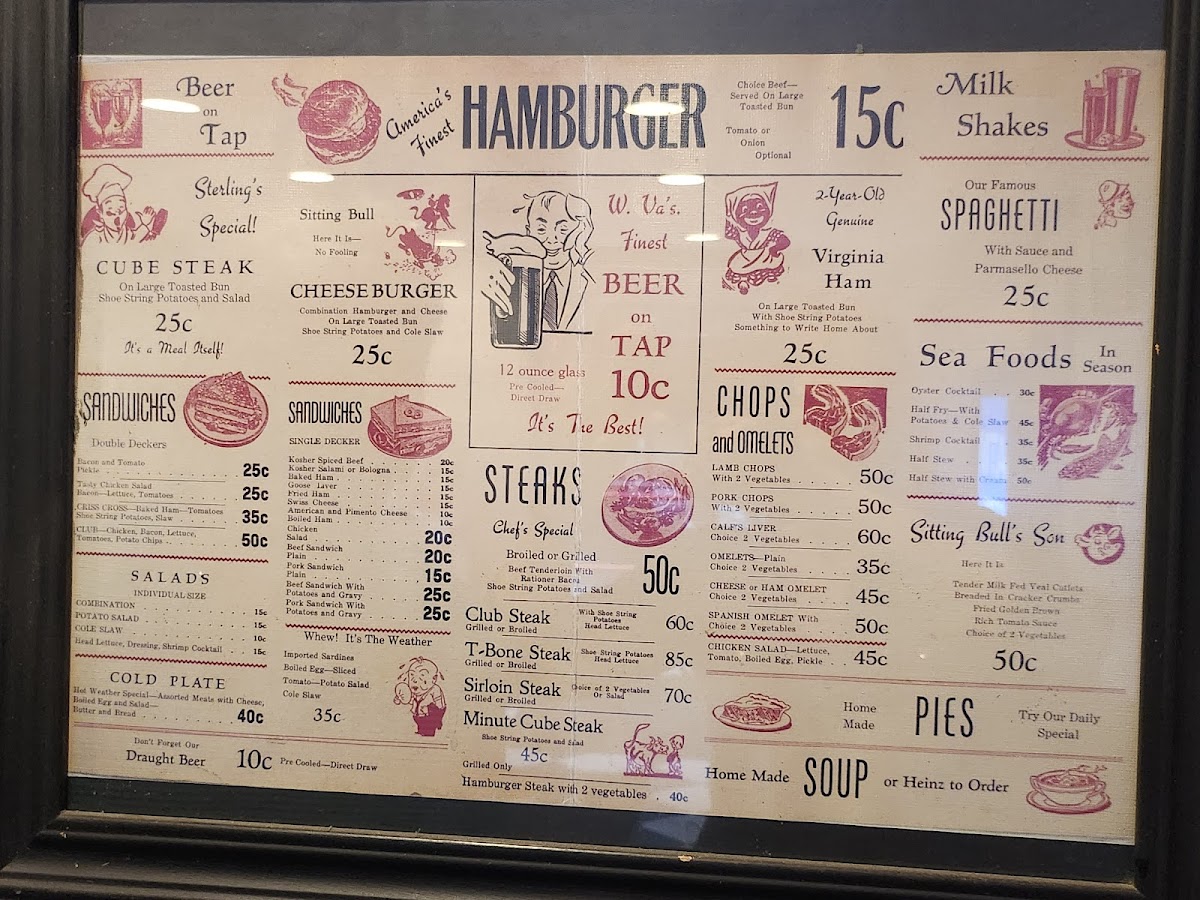 Beer
on
Tap
America's
Finest
HAMBURGER
Choice Beef—
Served On Large
Toasted Bun
Tomato or
Onion
Optional
15c
Milk
Shakes
Sterling's
Special!
CUBE STEAK
On Large Toasted Bun
Shoe String Potatoes and Salad
25c
It's a Meal Itself!
Sitting Bull
Here It Is—
No Fooling
CHEESEBURGER
Combination Hamburger and Cheese
On Large Toasted Bun
Shoe String Potatoes and Cole Slaw
25c
W. Va's.
Finest
BEER
on
TAP
10c
12 ounce glass
Pre Cooled—
Direct Draw
It's The Best!
2-Year-Old
Genuine
Virginia
Ham
On Large Toasted Bun
With Shoe String Potatoes
Something to Write Home About
25c
Our Famous
SPAGHETTI
With Sauce and
Parmasello Cheese
25c
SANDWICHES
Double Deckers
Bacon and Tomato
Pickle 25c
Tasty Chicken Salad
Bacon—Lettuce, Tomatoes 25c
CRISS CROSS—Baked Ham—Tomatoes
Shoe String Potatoes, Slaw 35c
CLUB—Chicken, Bacon, Lettuce,
Tomatoes, Potato Chips 50c
SALADS
INDIVIDUAL SIZE
COMBINATION 15c
POTATO SALAD 15c
COLE SLAW 10c
Head Lettuce, Dressing, Shrimp Cocktail 15c
COLD PLATE
Hot Weather Special—Assorted Meats with Cheese,
Boiled Egg and Salad—
Butter and Bread 40c
Don't Forget Our
Draught Beer 10c Pre Cooled—Direct Draw
SANDWICHES
SINGLE DECKER
Kosher Spiced Beef 20c
Kosher Salami or Bologna 15c
Baked Ham 15c
Goose Liver 15c
Fried Ham 15c
Swiss Cheese 15c
American and Pimento Cheese 10c
Boiled Ham 10c
Chicken
Salad 20c
Beef Sandwich
Plain 20c
Pork Sandwich
Plain 15c
Beef Sandwich With
Potatoes and Gravy 25c
Pork Sandwich With
Potatoes and Gravy 25c
Whew! It's The Weather
Imported Sardines
Boiled Egg—Sliced
Tomato—Potato Salad
Cole Slaw
35c
STEAKS
Chef's Special
Broiled or Grilled
Beef Tenderloin With
Rationer Bacon
Shoe String Potatoes and Salad
50c
Club Steak
Grilled or Broiled
With Shoe String
Potatoes
Head Lettuce
60c
T-Bone Steak
Grilled or Broiled
Shoe String Potatoes
Head Lettuce
85c
Sirloin Steak
Grilled or Broiled
Choice of 2 Vegetables
Or Salad
70c
Minute Cube Steak
Shoe String Potatoes and Salad
45c
Grilled Only
Hamburger Steak with 2 vegetables . 40c
CHOPS
and OMELETS
LAMB CHOPS
With 2 Vegetables 50c
PORK CHOPS
With 2 Vegetables 50c
CALF'S LIVER
Choice 2 Vegetables 60c
OMELETS—Plain
Choice 2 Vegetables 35c
CHEESE or HAM OMELET
Choice 2 Vegetables 45c
SPANISH OMELET With
Choice 2 Vegetables 50c
CHICKEN SALAD—Lettuce,
Tomato, Boiled Egg, Pickle 45c
Sea Foods In
Season
Oyster Cocktail 30c
Half Fry—With
Potatoes & Cole Slaw 45c
Shrimp Cocktail 35c
Half Stew 35c
Half Stew with Cream 50c
Sitting Bull's Son
Here It Is
Tender Milk Fed Veal Cutlets
Breaded In Cracker Crumbs
Fried Golden Brown
Rich Tomato Sauce
Choice of 2 Vegetables
50c
Home
Made
PIES
Try Our Daily
Special
Home Made SOUP or Heinz to Order